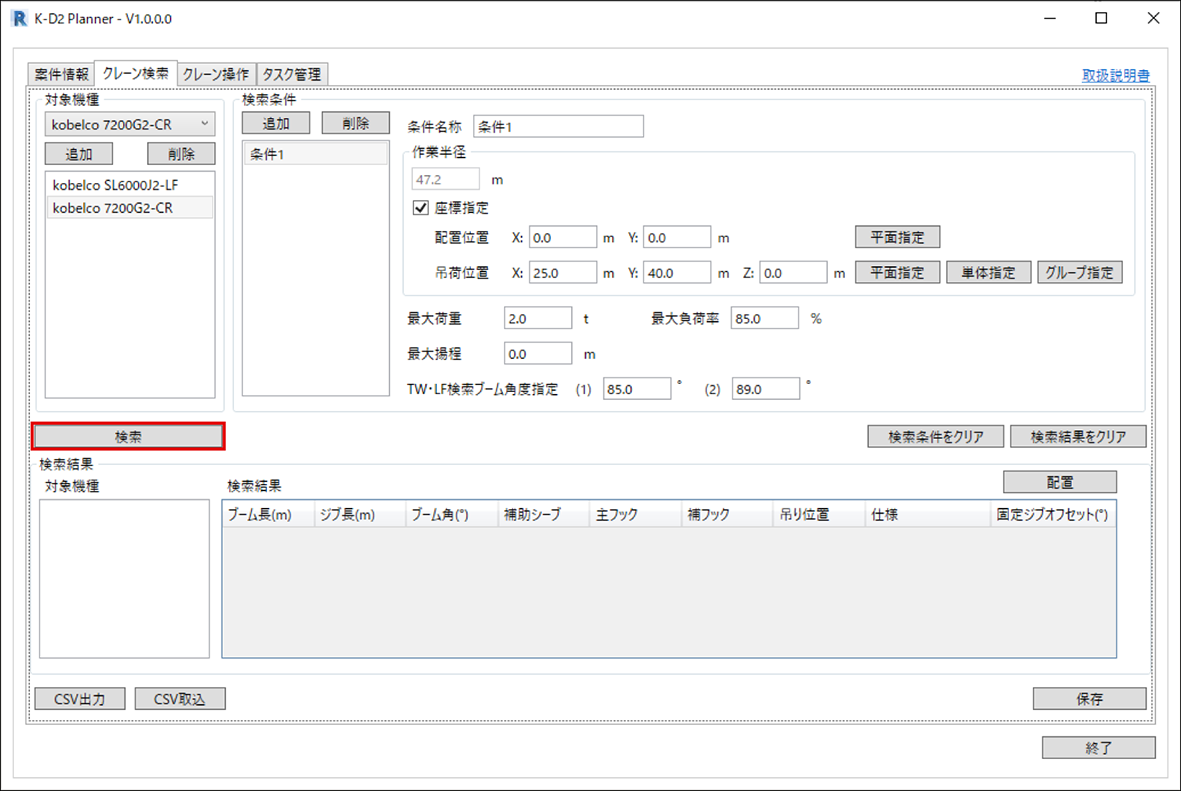 K-D2 Planner - V1.0.0.0
案件情報 クレーン検索 クレーン操作 タスク管理
取扱説明書
対象機種
kobelco 7200G2-CR
追加 削除
kobelco SL6000J2-LF
kobelco 7200G2-CR
検索条件
追加 削除
条件1
条件名称 条件1
作業半径
47.2 m
座標指定
配置位置 X: 0.0 m Y: 0.0 m 平面指定
吊荷位置 X: 25.0 m Y: 40.0 m Z: 0.0 m 平面指定 単体指定 グループ指定
最大荷重 2.0 t 最大負荷率 85.0 %
最大揚程 0.0 m
TW・LF検索ブーム角度指定 (1) 85.0 ° (2) 89.0 °
検索 検索条件をクリア 検索結果をクリア
検索結果
対象機種
検索結果
配置
ブーム長(m) ジブ長(m) ブーム角(°) 補助シーブ 主フック 補フック 吊り位置 仕様 固定ジブオフセット(°)
CSV出力 CSV取込 保存
終了